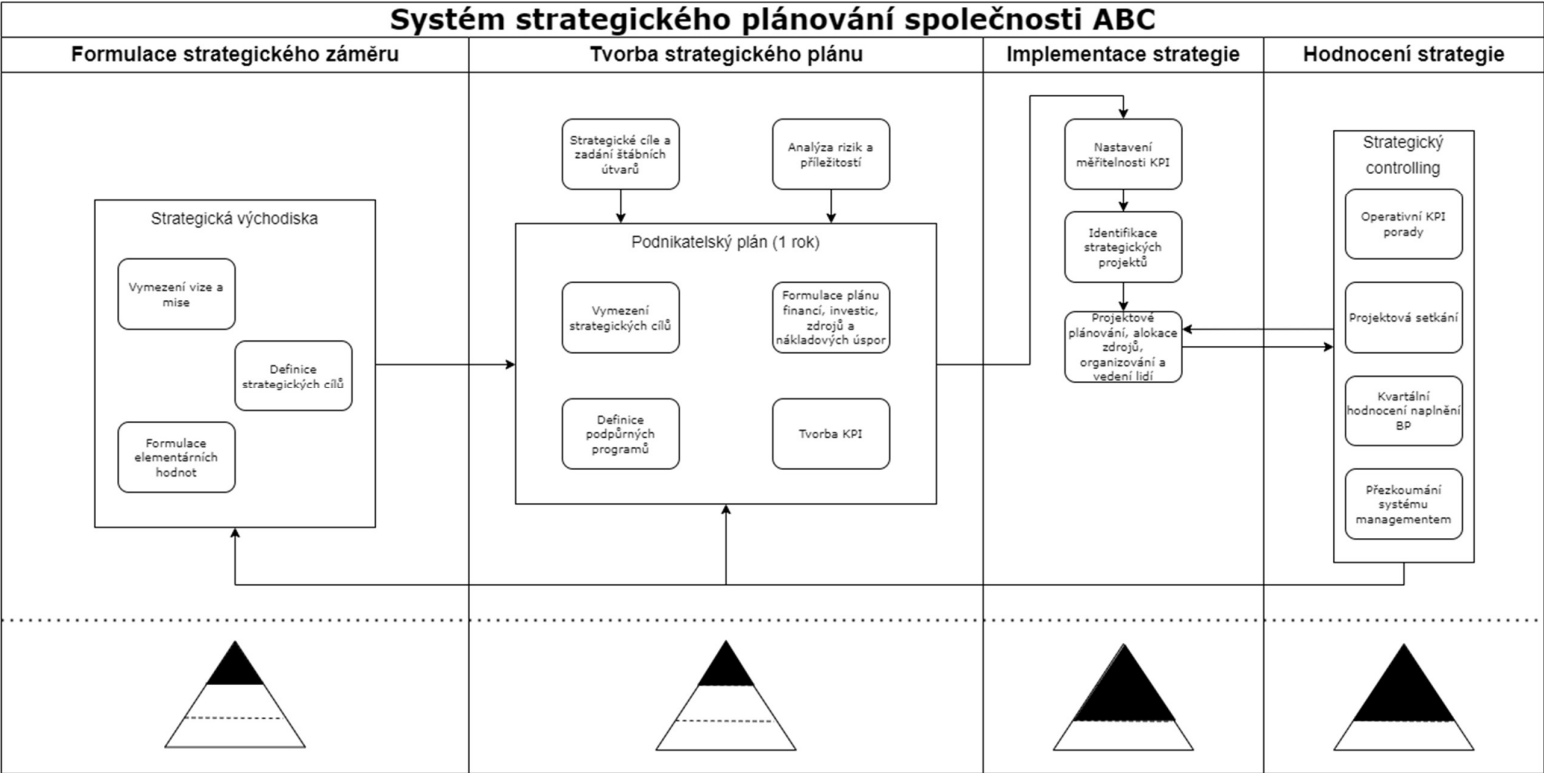 Systém strategického plánování společnosti ABC
Formulace strategického záměru
Tvorba strategického plánu
Implementace strategie
Hodnocení strategie
Strategická východiska
Vymezení vize a
mise
Definice
strategických cílů
Formulace
elementárních
hodnot
Strategické cíle a
zadání štábních
útvarů
Analýza rizik a
příležitostí
Podnikatelský plán (1 rok)
Vymezení
strategických cílů
Formulace plánu
financí, investic,
zdrojů a
nákladových úspor
Definice
podpůrných
programů
Tvorba KPI
Nastavení
měřitelnosti KPI
Identifikace
strategických
projektů
Projektové
plánování, alokace
zdrojů,
organizování a
vedení lidí
Strategický
controlling
Operativní KPI
porady
Projektová setkání
Kvartální
hodnocení naplnění
BP
Přezkoumání
systému
managementem